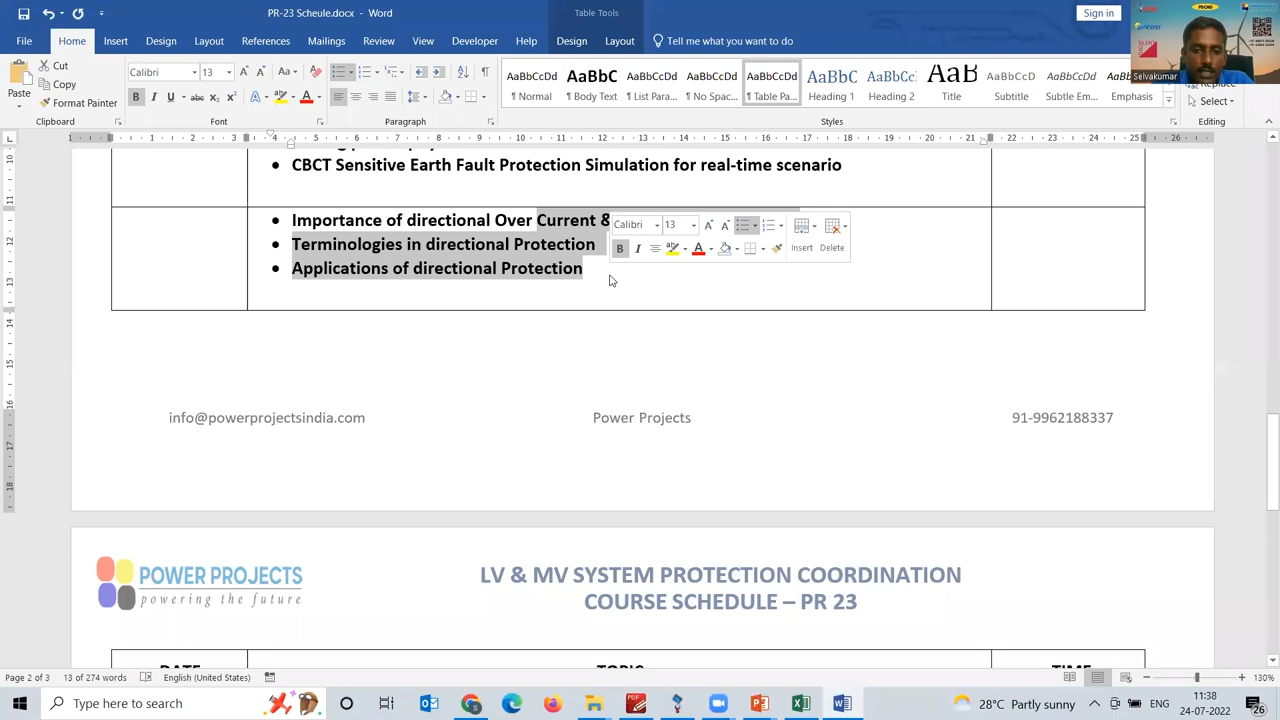 PR-23 Schedule.docx - Word
Table Tools
Sign in
File
Home
Insert
Design
Layout
References
Mailings
Review
View
Developer
Help
Design
Layout
Tell me what you want to do
Selvakumar
Paste
Cut
Copy
Format Painter
Clipboard
Calibri
13
Font
Paragraph
AaBbCcDd
¶ Normal
AaBbC
¶ Body Text
AaBbCcDd
¶ List Para...
AaBbCcDd
¶ No Spac...
AaBbCcDd
¶ Table Pa...
AaBbC
Heading 1
AaBbCc
Heading 2
AaB
Title
AaBbCcD
Subtitle
AaBbCcDd
Subtle Em...
AaBbCcDd
Emphasis
Styles
Replace
Select
Editing
• CBCT Sensitive Earth Fault Protection Simulation for real-time scenario
• Importance of directional Over Current &
• Terminologies in directional Protection
• Applications of directional Protection
Calibri
13
Insert
Delete
info@powerprojectsindia.com
Power Projects
91-9962188337
POWER PROJECTS
powering the future
LV & MV SYSTEM PROTECTION COORDINATION
COURSE SCHEDULE – PR 23
DATE
TOPIC
TIME
Page 2 of 3
13 of 274 words
English (United States)
130%
Type here to search
28°C Partly sunny
ENG
11:38
24-07-2022
26